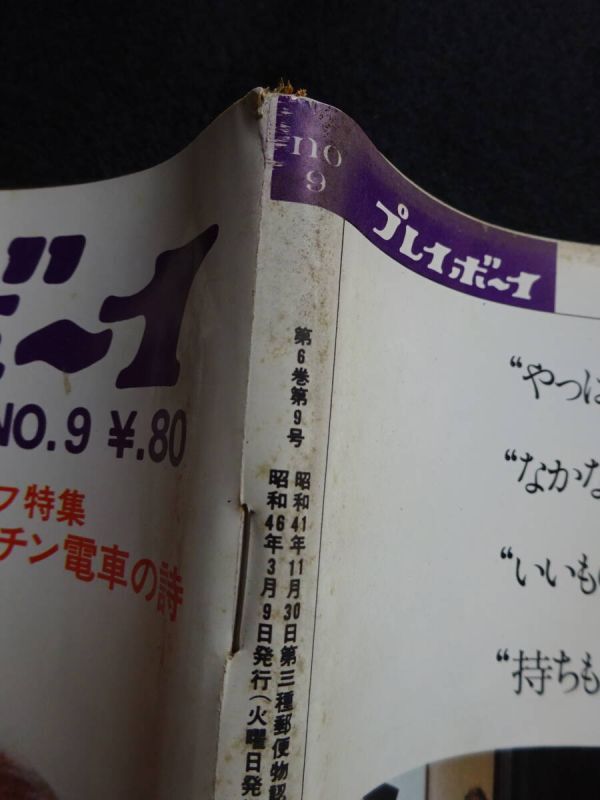 ボーイ
NO.9 ¥.80
フ特集
チン電車の詩
no
9
プレイボーイ
第6巻第9号
昭和41年11月30日第三種郵便物認
昭和46年3月9日発行(火曜日発
“やっぱ
“なかな
“いいもの
“持ちも